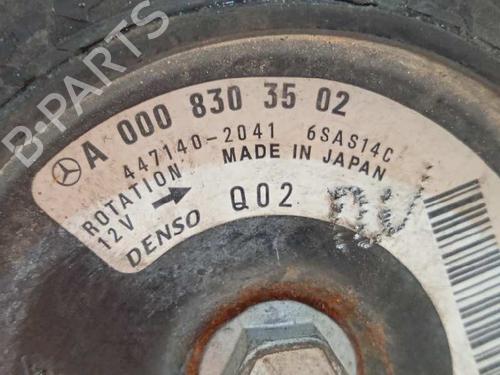 B-PARTS
A 000 830 35 02
447140-2041 6SAS14C
ROTATION → MADE IN JAPAN
12V
DENSO Q02